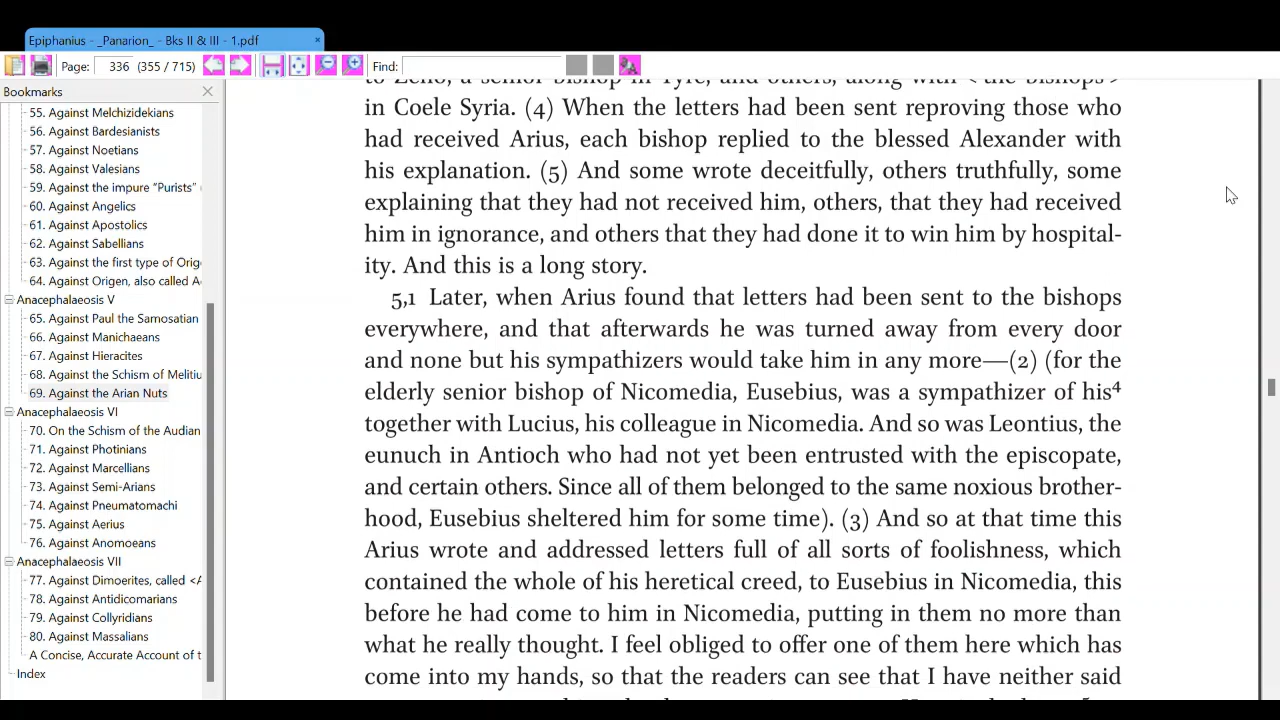 Epiphanius - _Panarion_ - Bks II & III - 1.pdf ×
Page: 336 (355 / 715) Find:
Bookmarks
55. Against Melchizidekians
56. Against Bardesianists
57. Against Noetians
58. Against Valesians
59. Against the impure “Purists”
60. Against Angelics
61. Against Apostolics
62. Against Sabellians
63. Against the first type of Orig
64. Against Origen, also called A
Anacephalaeosis V
65. Against Paul the Samosatian
66. Against Manichaeans
67. Against Hieracites
68. Against the Schism of Melitiu
69. Against the Arian Nuts
Anacephalaeosis VI
70. On the Schism of the Audian
71. Against Photinians
72. Against Marcellians
73. Against Semi-Arians
74. Against Pneumatomachi
75. Against Aerius
76. Against Anomoeans
Anacephalaeosis VII
77. Against Dimoerites, called <A
78. Against Antidicomarians
79. Against Collyridians
80. Against Massalians
A Concise, Accurate Account of t
Index
to Zeno, a senior bishop in Tyre, and others, along with <the bishops>
in Coele Syria. (4) When the letters had been sent reproving those who
had received Arius, each bishop replied to the blessed Alexander with
his explanation. (5) And some wrote deceitfully, others truthfully, some
explaining that they had not received him, others, that they had received
him in ignorance, and others that they had done it to win him by hospital-
ity. And this is a long story.
5,1 Later, when Arius found that letters had been sent to the bishops
everywhere, and that afterwards he was turned away from every door
and none but his sympathizers would take him in any more—(2) (for the
elderly senior bishop of Nicomedia, Eusebius, was a sympathizer of his⁴
together with Lucius, his colleague in Nicomedia. And so was Leontius, the
eunuch in Antioch who had not yet been entrusted with the episcopate,
and certain others. Since all of them belonged to the same noxious brother-
hood, Eusebius sheltered him for some time). (3) And so at that time this
Arius wrote and addressed letters full of all sorts of foolishness, which
contained the whole of his heretical creed, to Eusebius in Nicomedia, this
before he had come to him in Nicomedia, putting in them no more than
what he really thought. I feel obliged to offer one of them here which has
come into my hands, so that the readers can see that I have neither said